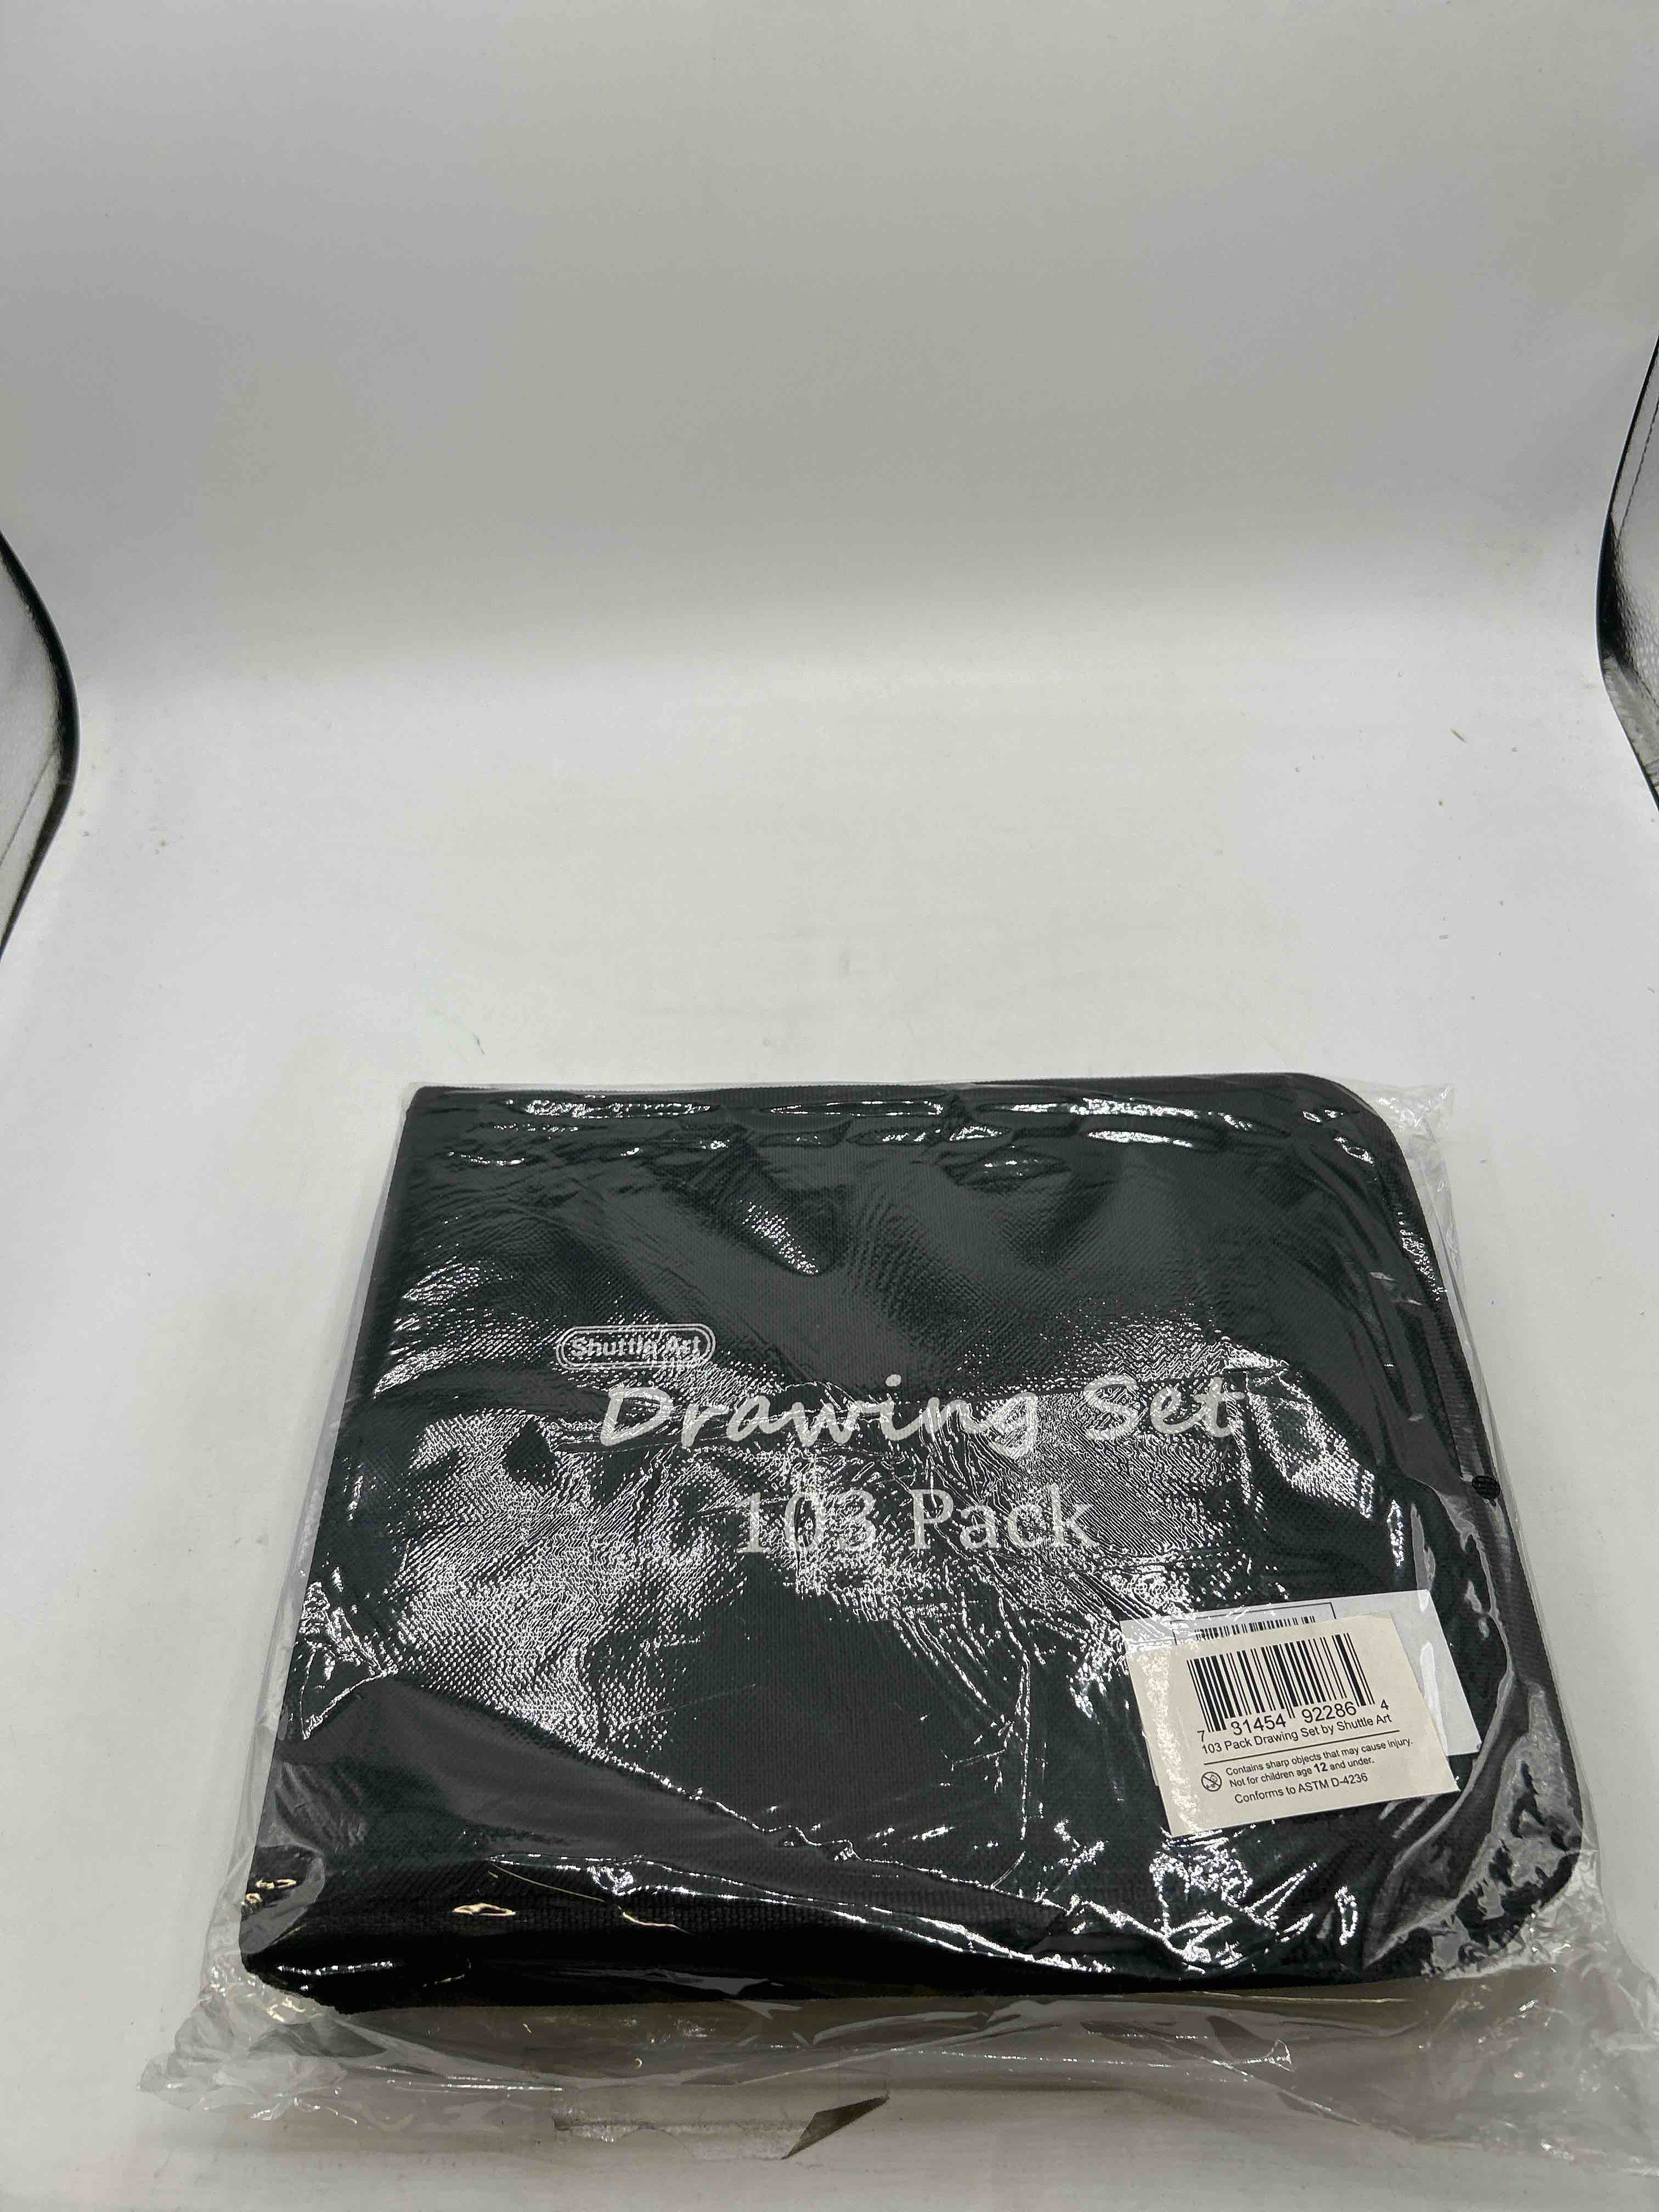 Shuttle Art
Drawing Set
103 Pack
7 31454 92286 4
103 Pack Drawing Set by Shuttle Art
Contains sharp objects that may cause injury.
Not for children age 12 and under.
Conforms to ASTM D-4236